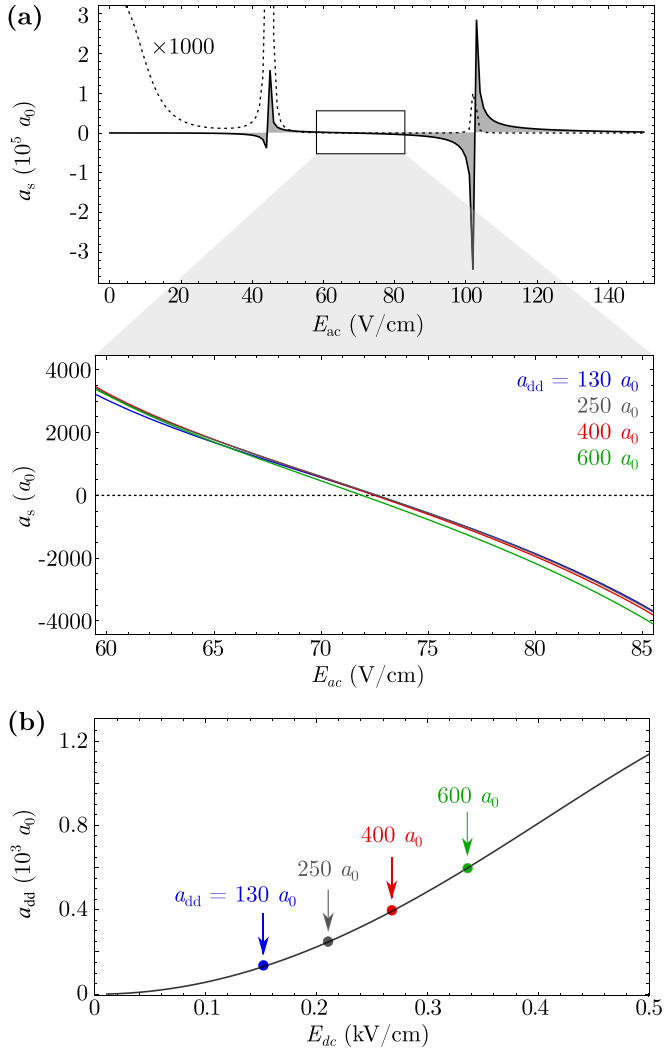 (a)
3
2
1
0
-1
-2
-3
×1000
a_s (10^5 a_0)
0 20 40 60 80 100 120 140
E_ac (V/cm)
4000
2000
0
-2000
-4000
a_s (a_0)
a_dd = 130 a_0
250 a_0
400 a_0
600 a_0
60 65 70 75 80 85
E_ac (V/cm)
(b)
1.2
0.8
0.4
0
a_dd (10^3 a_0)
600 a_0
400 a_0
250 a_0
a_dd = 130 a_0
0 0.1 0.2 0.3 0.4 0.5
E_dc (kV/cm)